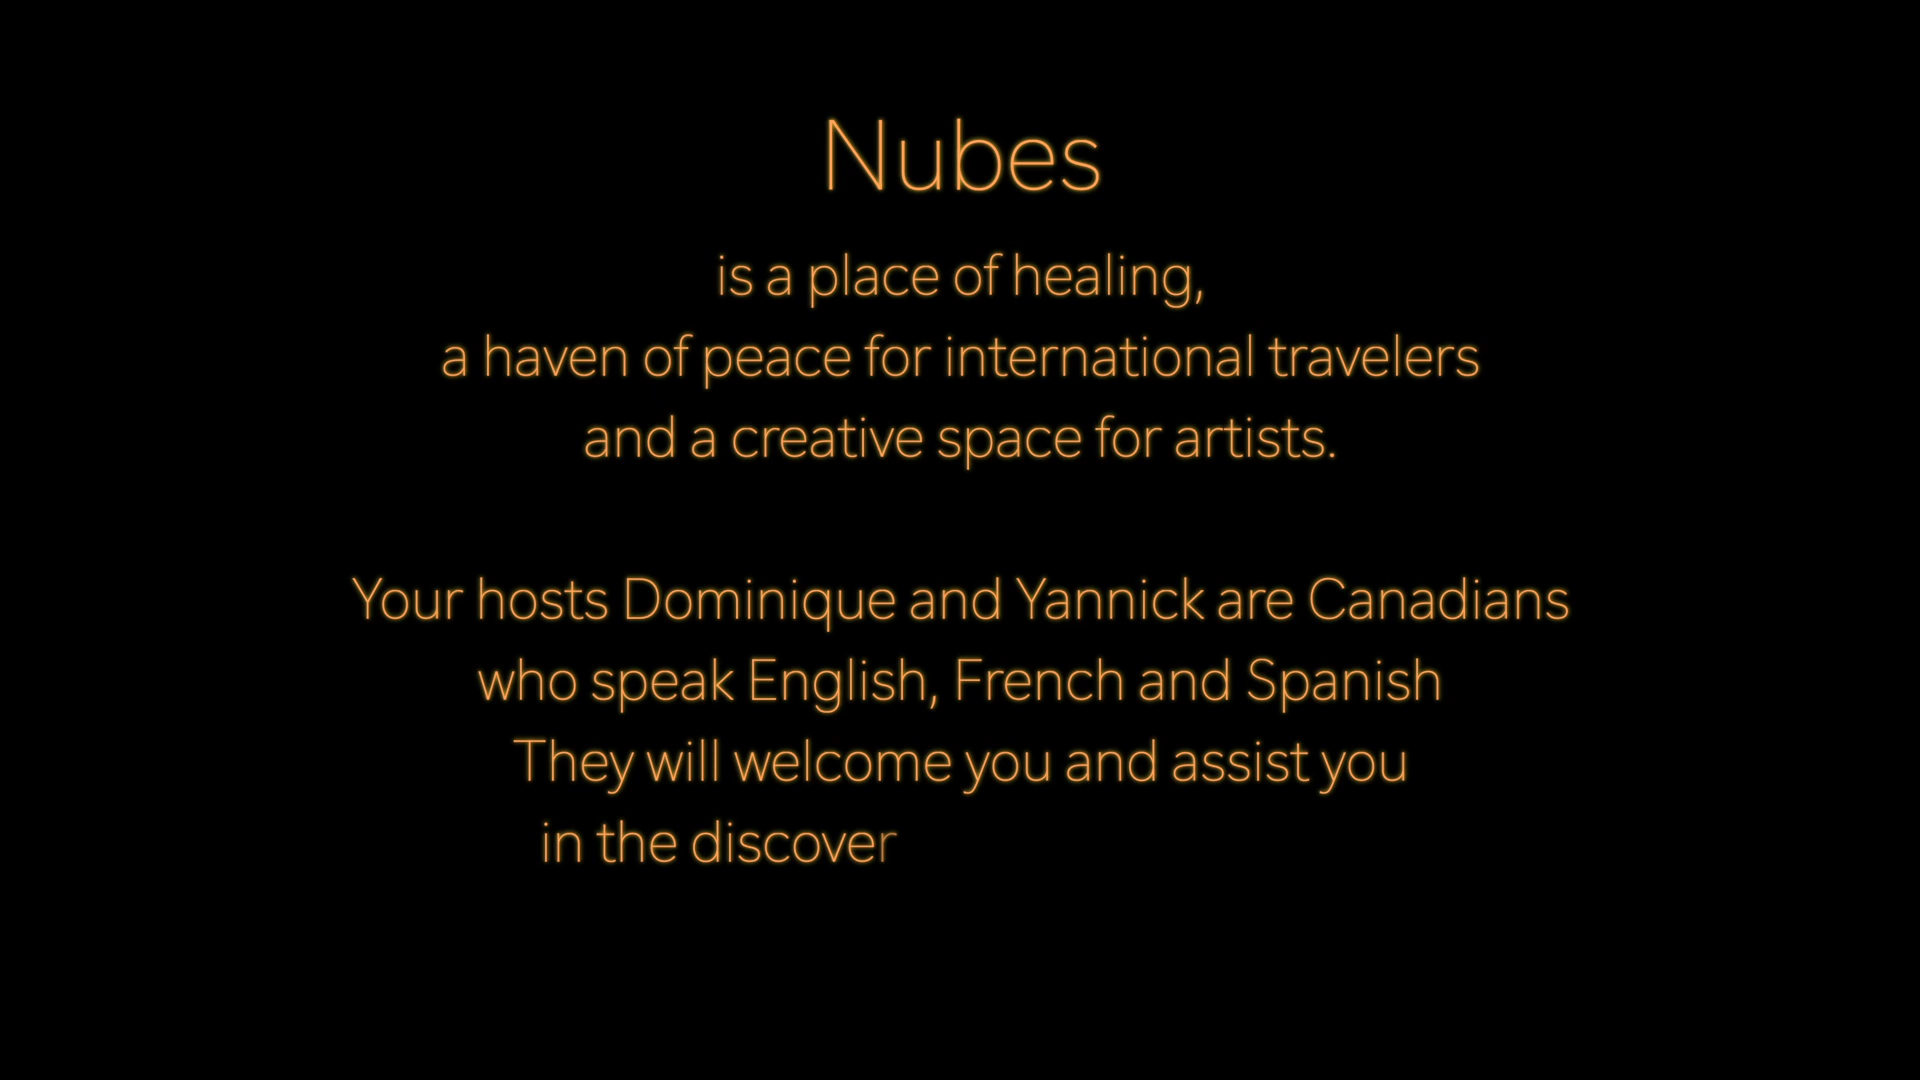 Nubes
is a place of healing,
a haven of peace for international travelers
and a creative space for artists.
Your hosts Dominique and Yannick are Canadians
who speak English, French and Spanish
They will welcome you and assist you
in the discover